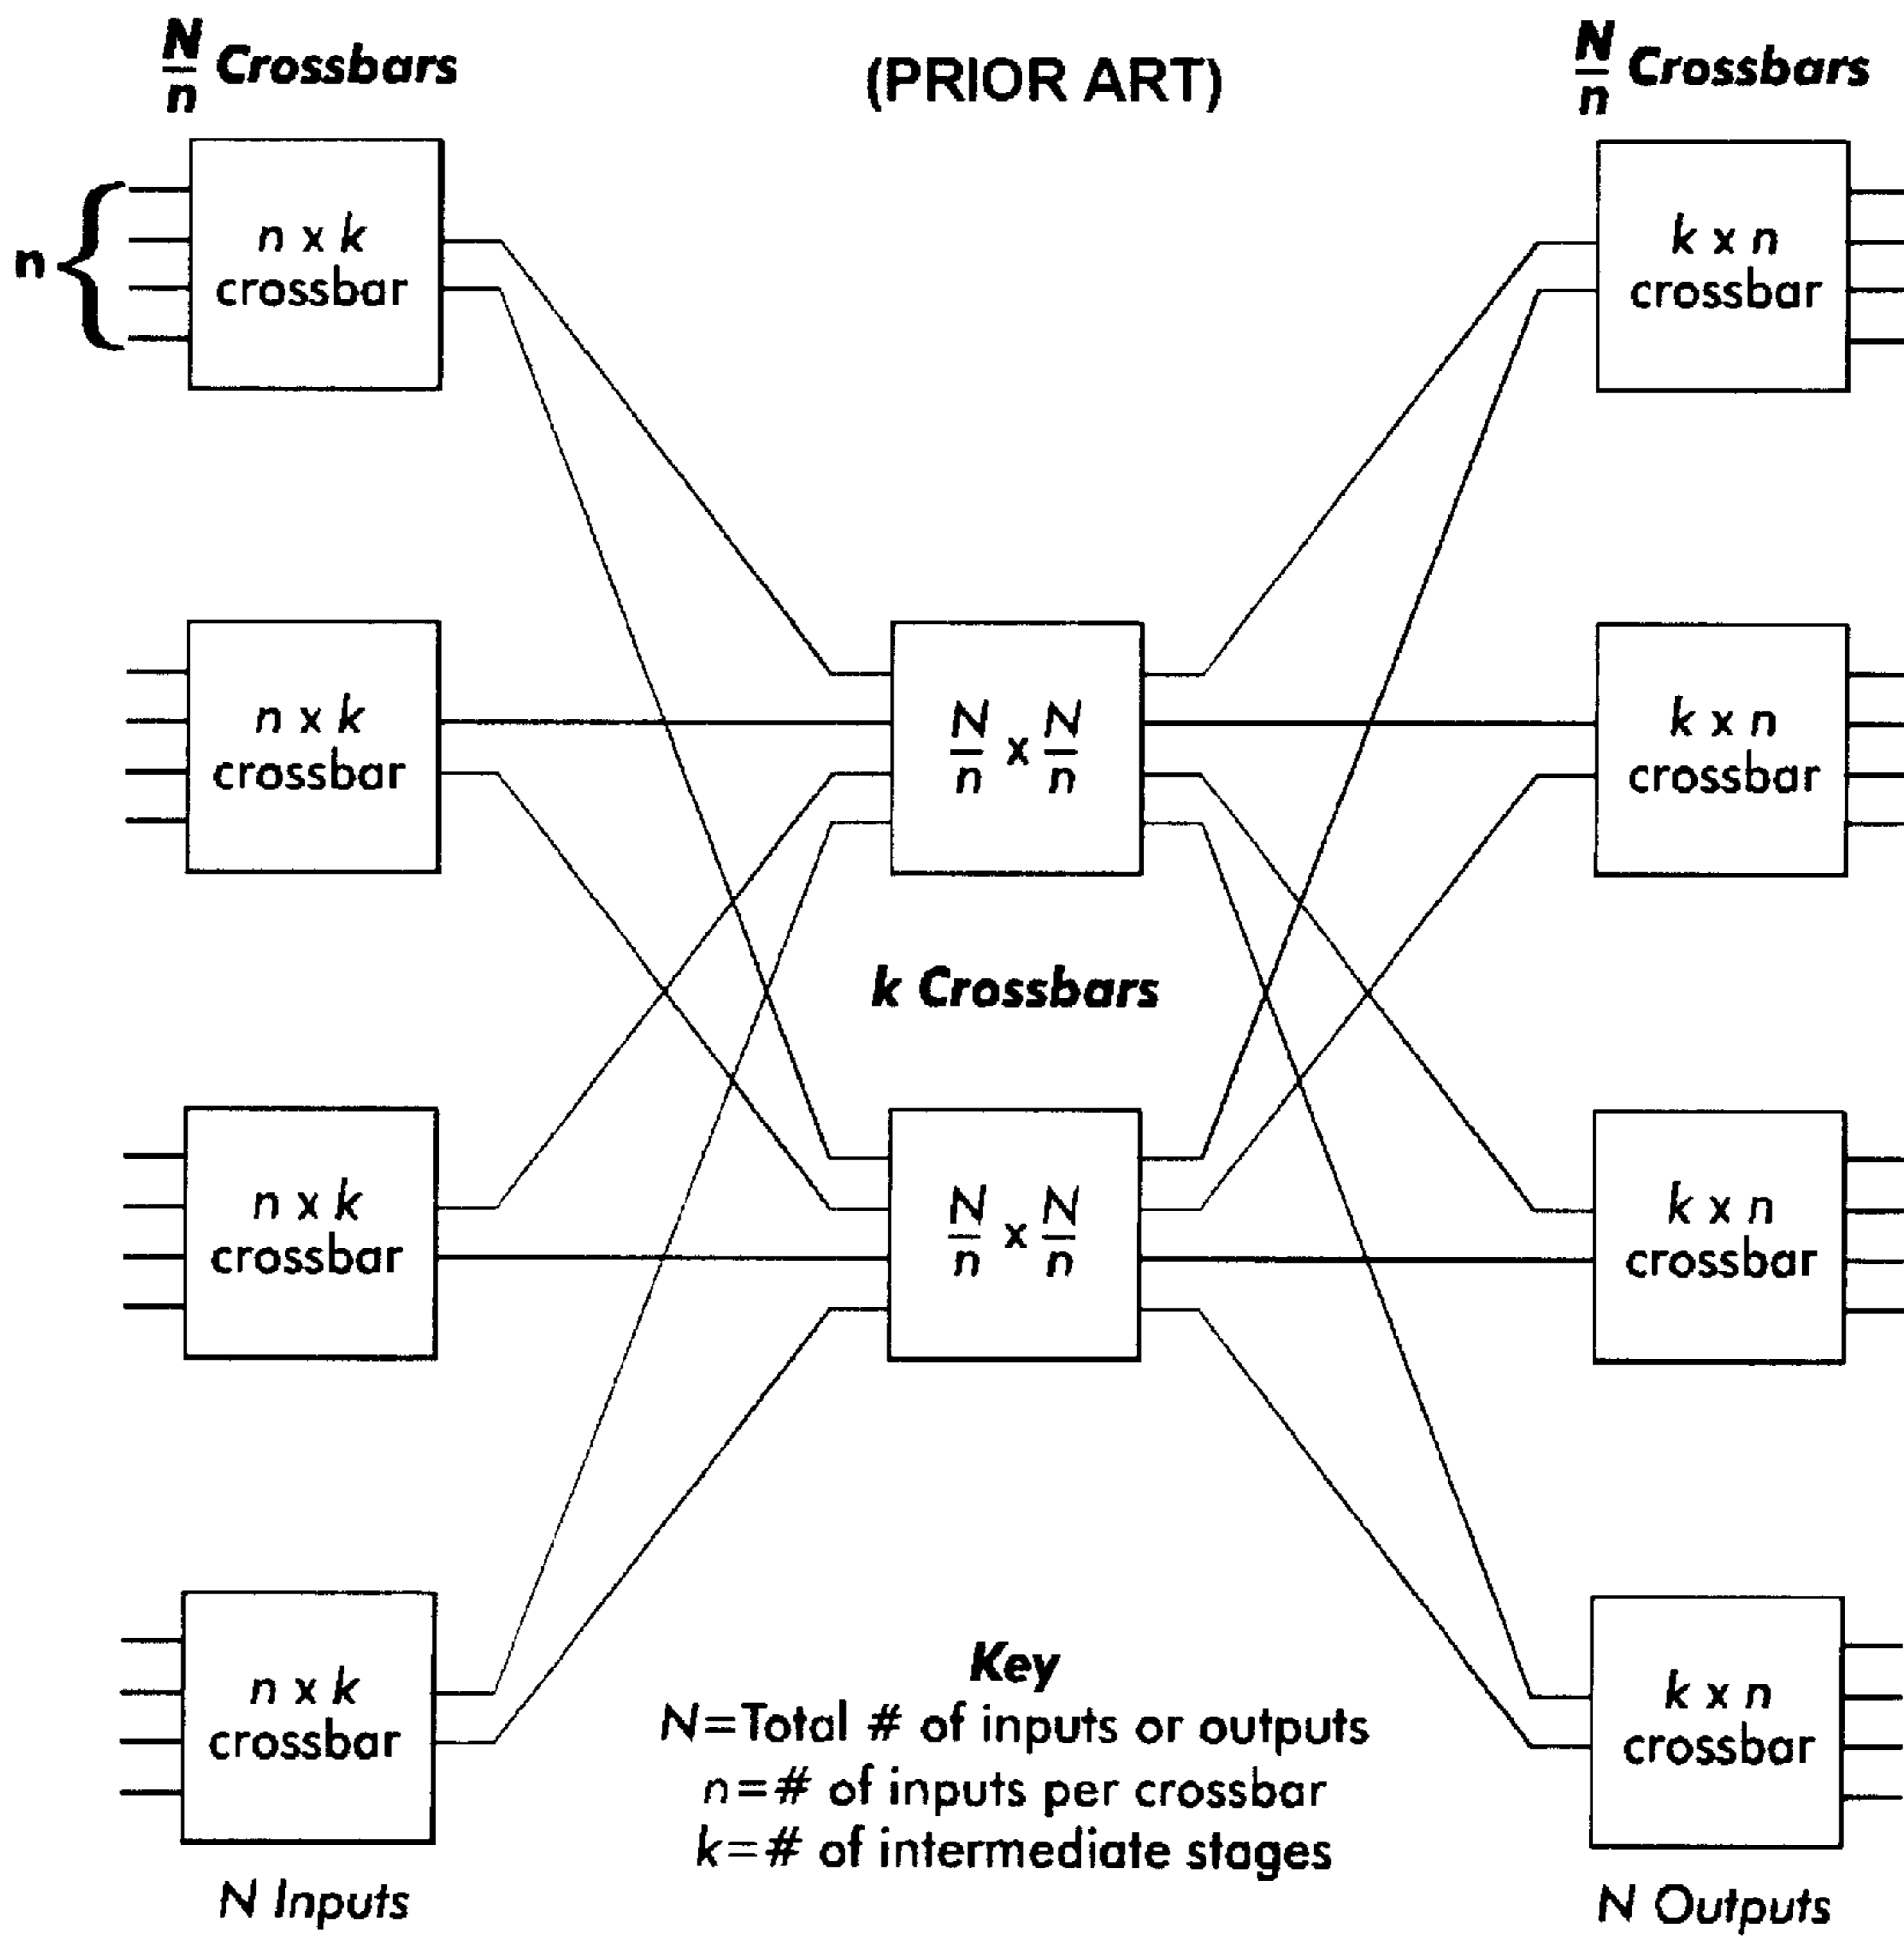 N/n Crossbars
(PRIOR ART)
N/n Crossbars
n
n x k
crossbar
k x n
crossbar
n x k
crossbar
N/n x N/n
k x n
crossbar
k Crossbars
n x k
crossbar
N/n x N/n
k x n
crossbar
n x k
crossbar
k x n
crossbar
Key
N=Total # of inputs or outputs
n=# of inputs per crossbar
k=# of intermediate stages
N Inputs
N Outputs